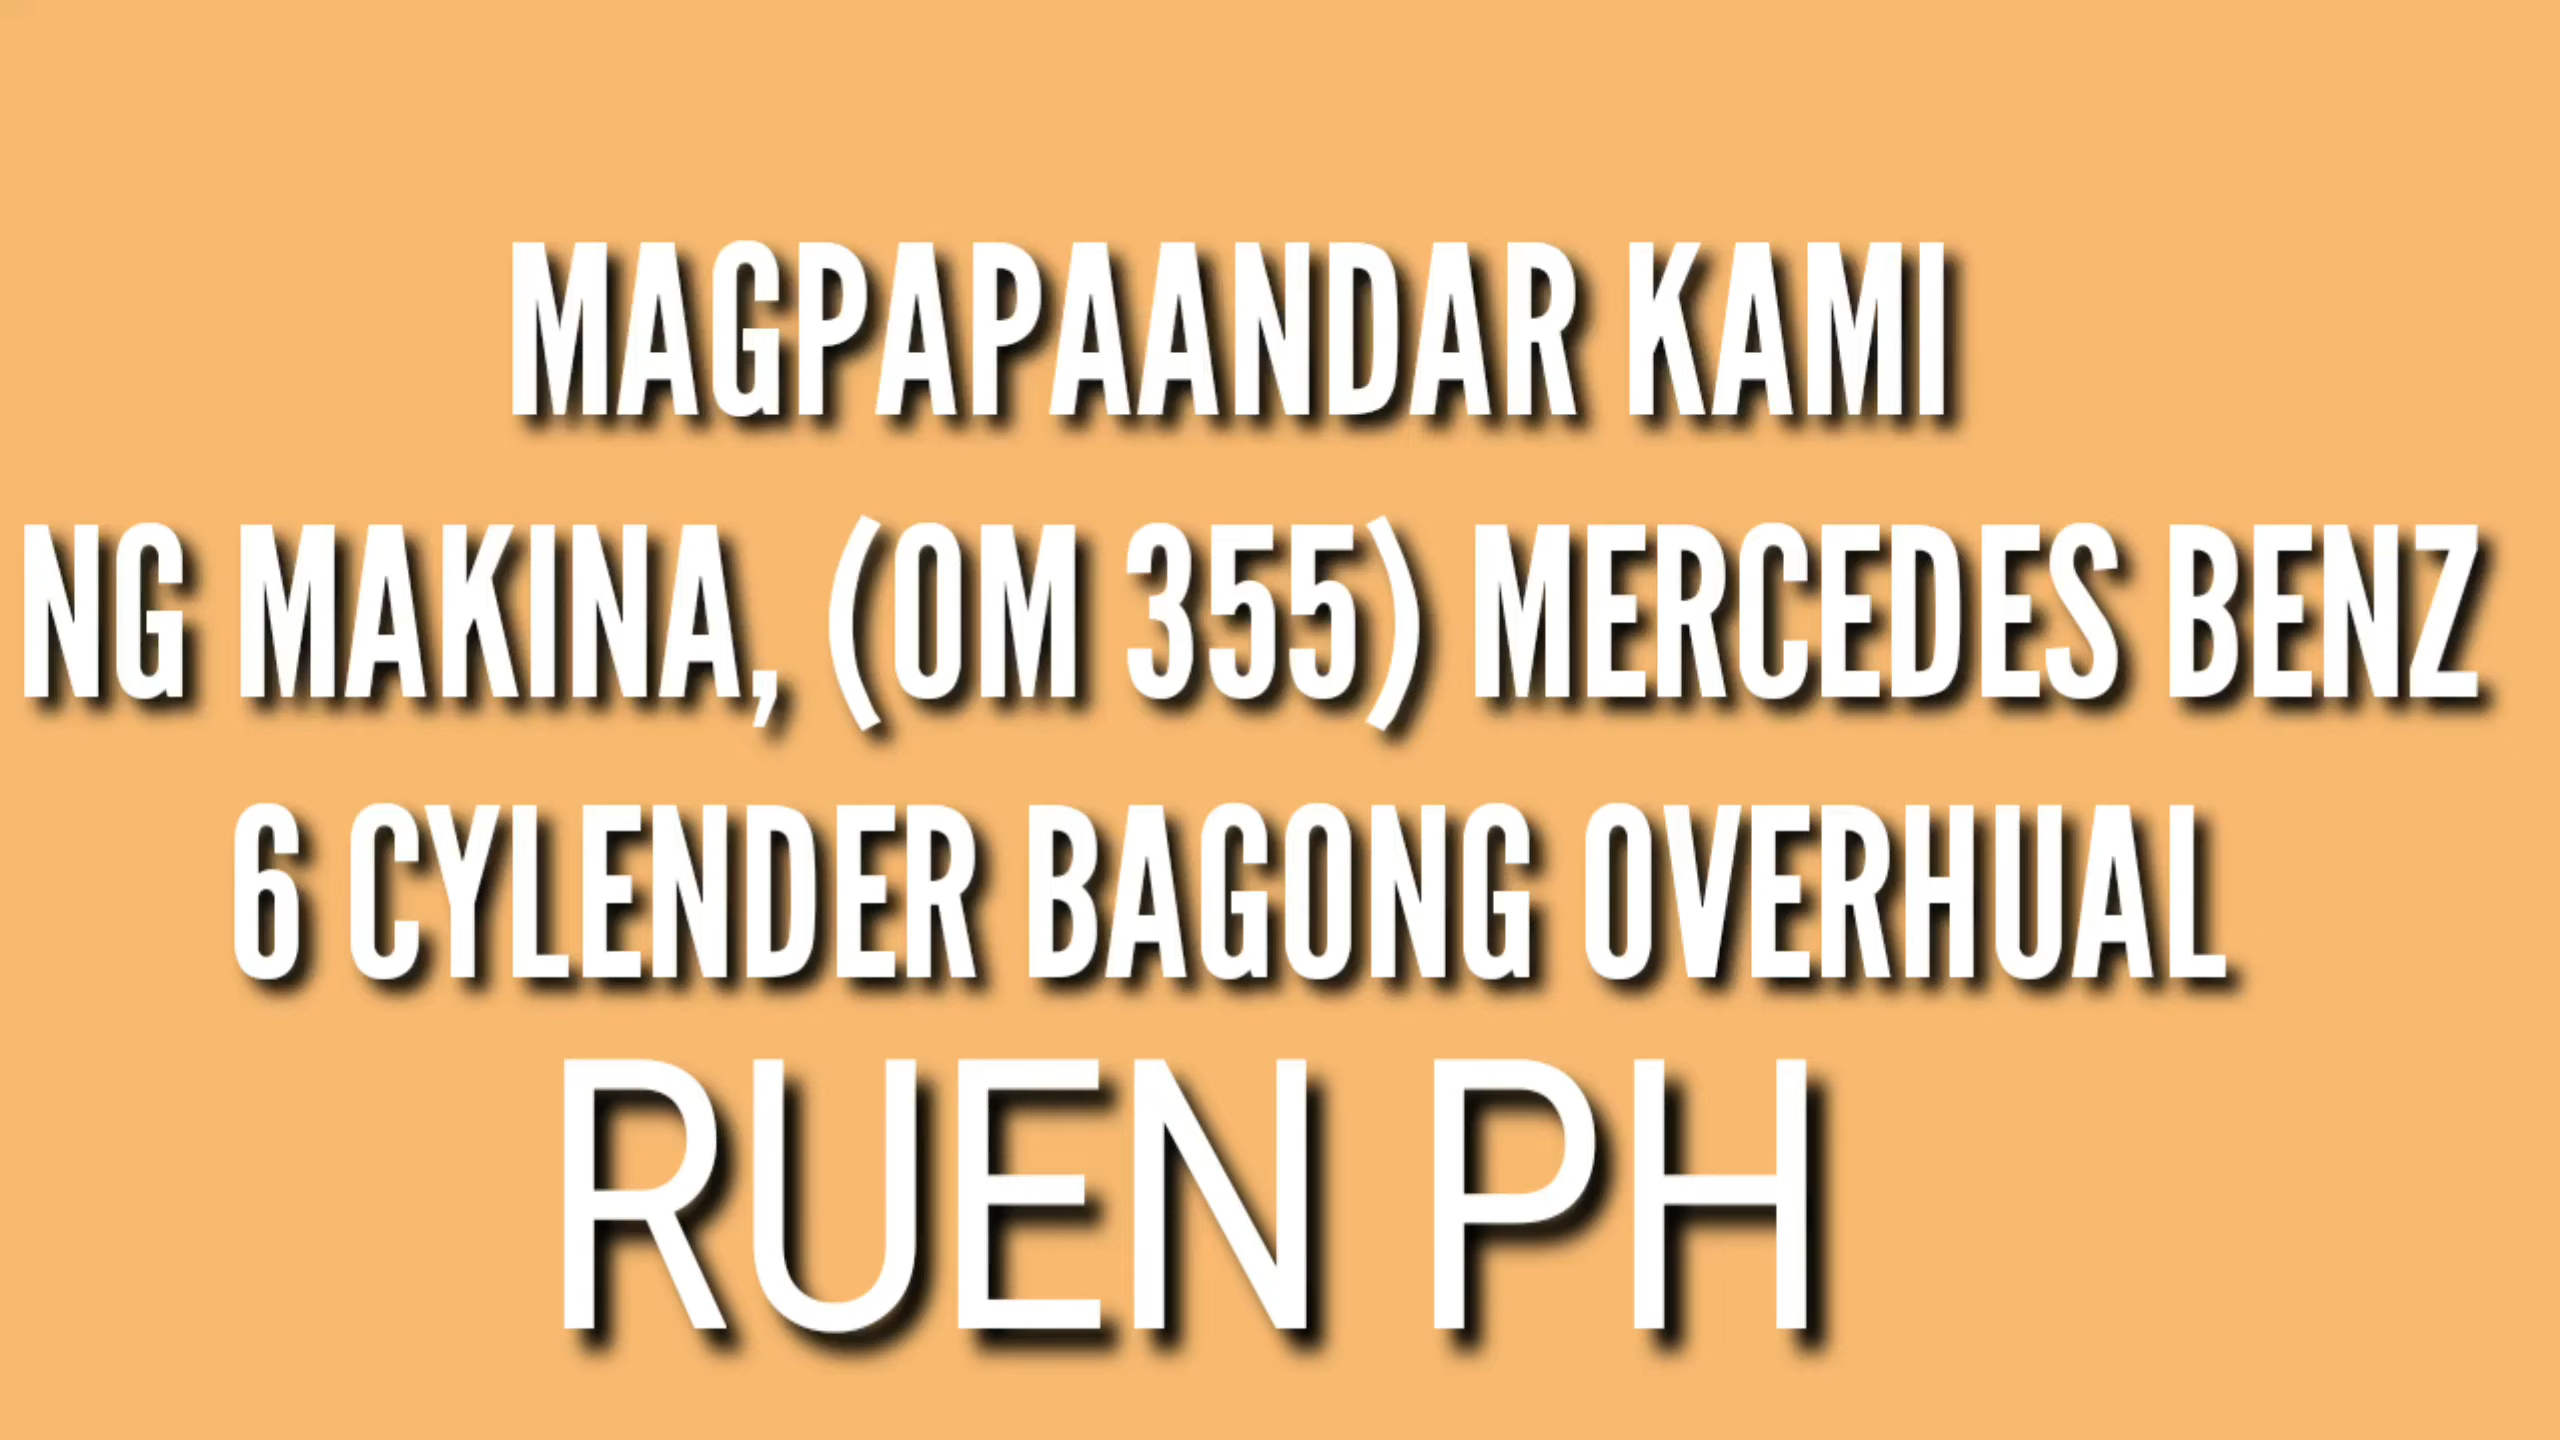 MAGPAPAANDAR KAMI
NG MAKINA, (OM 355) MERCEDES BENZ
6 CYLENDER BAGONG OVERHUAL
RUEN PH